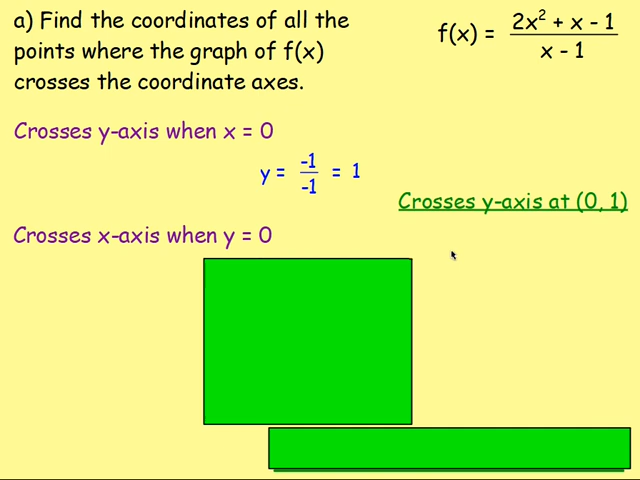 a) Find the coordinates of all the
points where the graph of f(x)
crosses the coordinate axes.
f(x) = 2x² + x - 1
x - 1
Crosses y-axis when x = 0
y = -1 = 1
-1
Crosses y-axis at (0, 1)
Crosses x-axis when y = 0